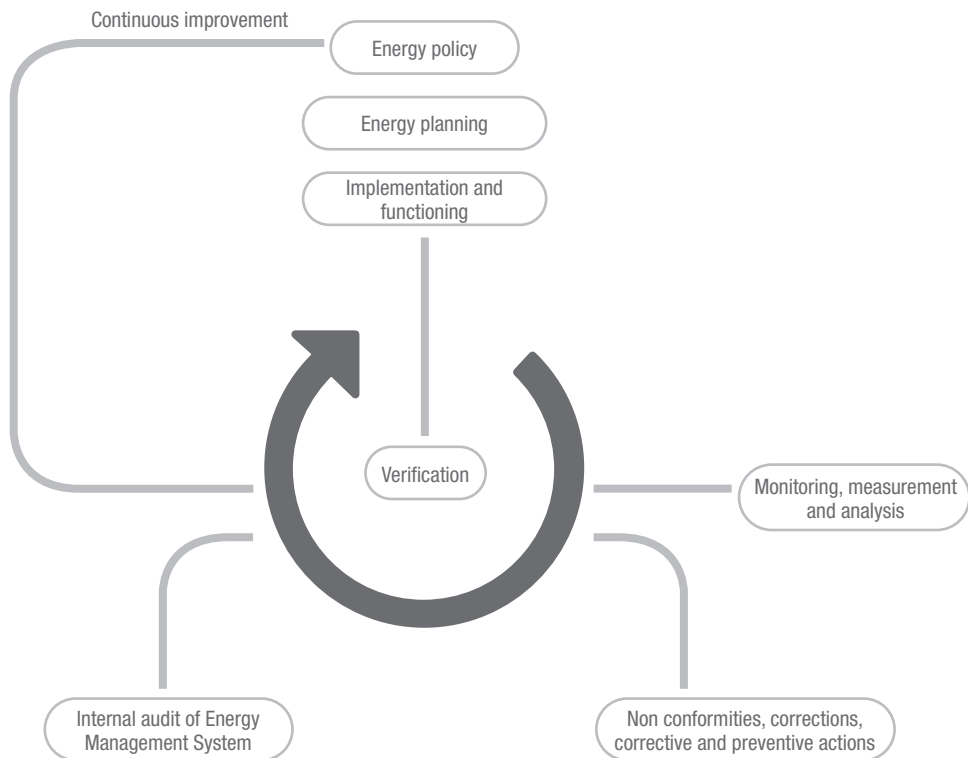 Continuous improvement
Energy policy
Energy planning
Implementation and
functioning
Verification
Monitoring, measurement
and analysis
Internal audit of Energy
Management System
Non conformities, corrections,
corrective and preventive actions